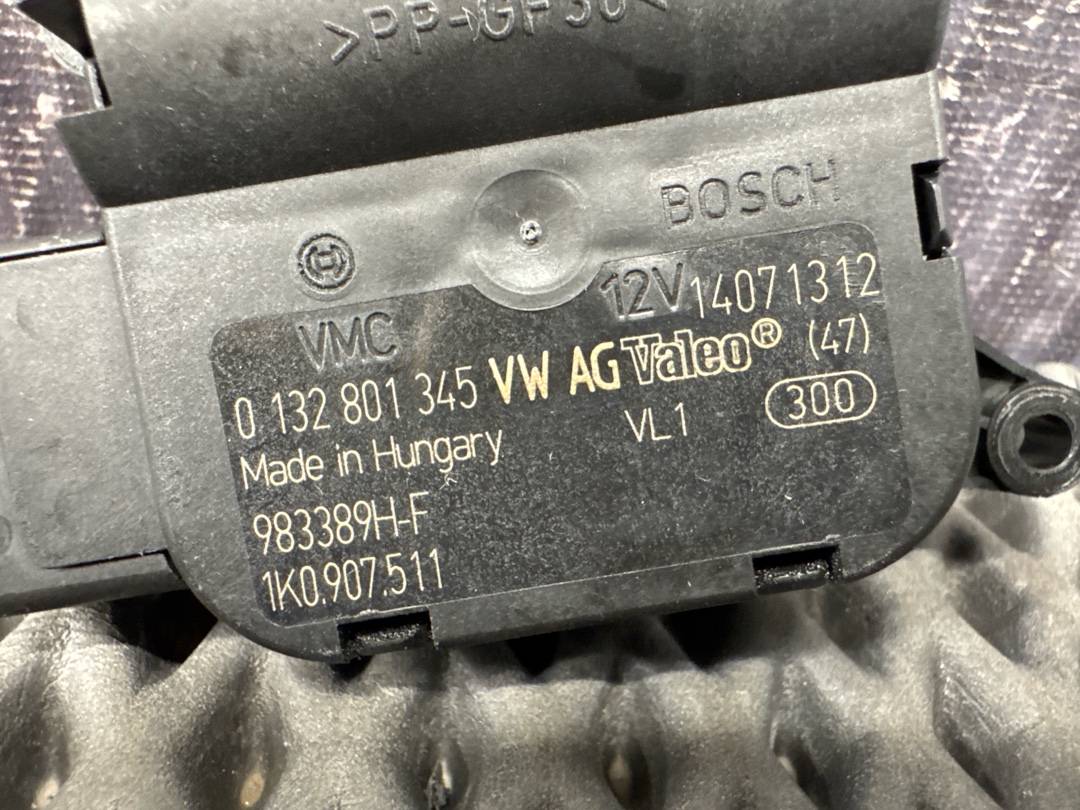 >PP-GF30<
BOSCH
12V 14071312
VMC
0 132 801 345 VW AG Valeo® (47)
Made in Hungary VL1 300
983389H-F
1K0.907.511